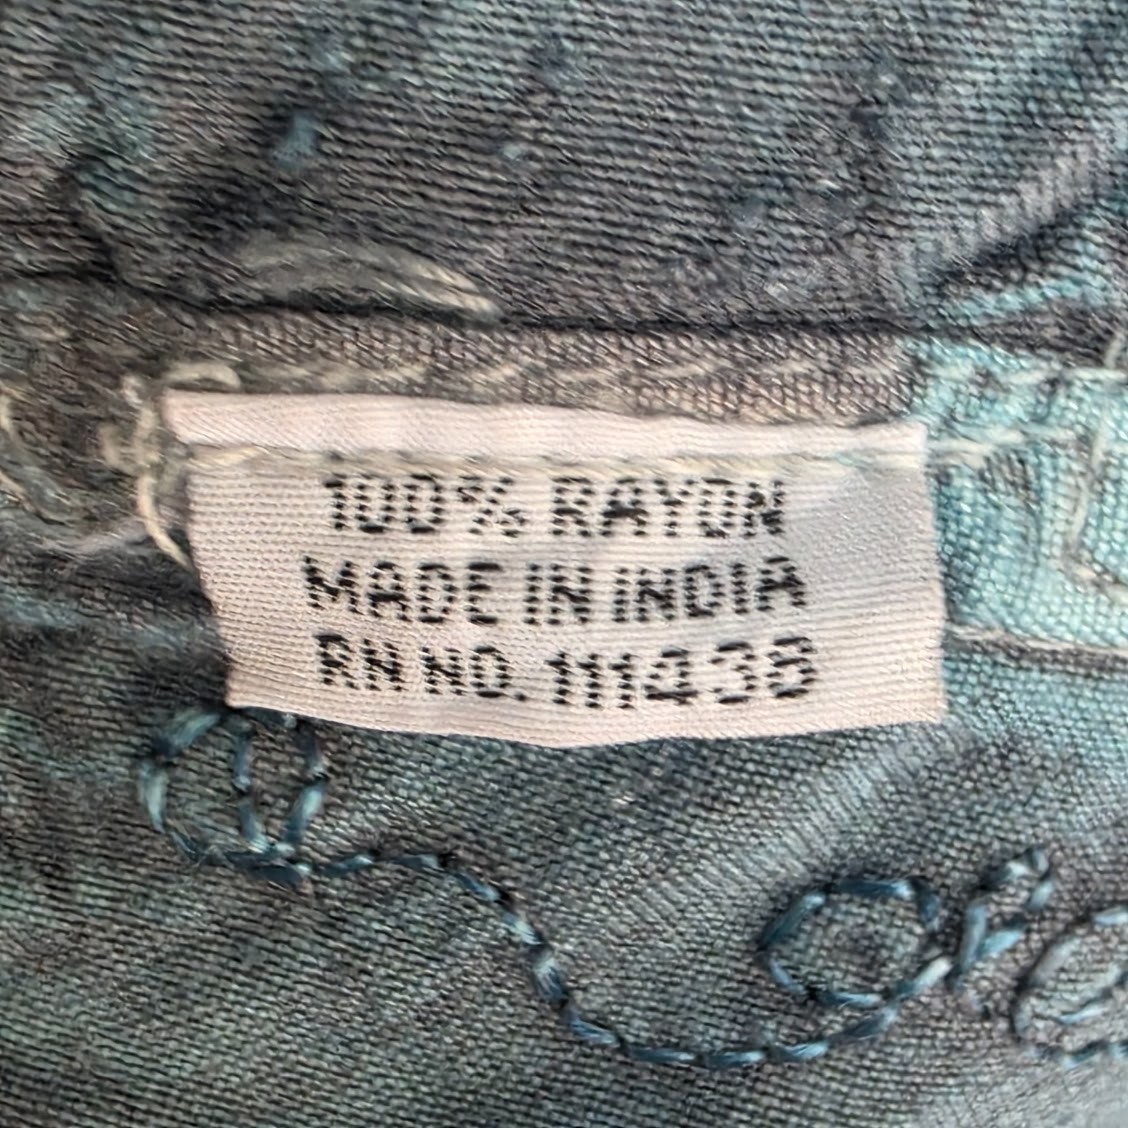 100% RAYON
MADE IN INDIA
RN NO. 111438